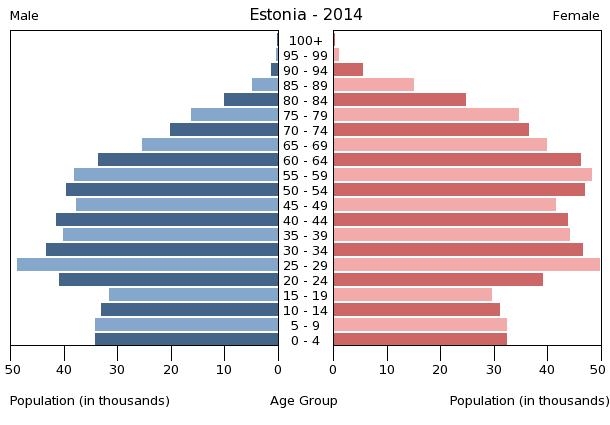 Estonia - 2014
Male
Female
100+
95 - 99
90 - 94
85 - 89
80 - 84
75 - 79
70 - 74
65 - 69
60 - 64
55 - 59
50 - 54
45 - 49
40 - 44
35 - 39
30 - 34
25 - 29
20 - 24
15 - 19
10 - 14
5 - 9
0 - 4
50 40 30 20 10 0 0 10 20 30 40 50
Population (in thousands) Age Group Population (in thousands)